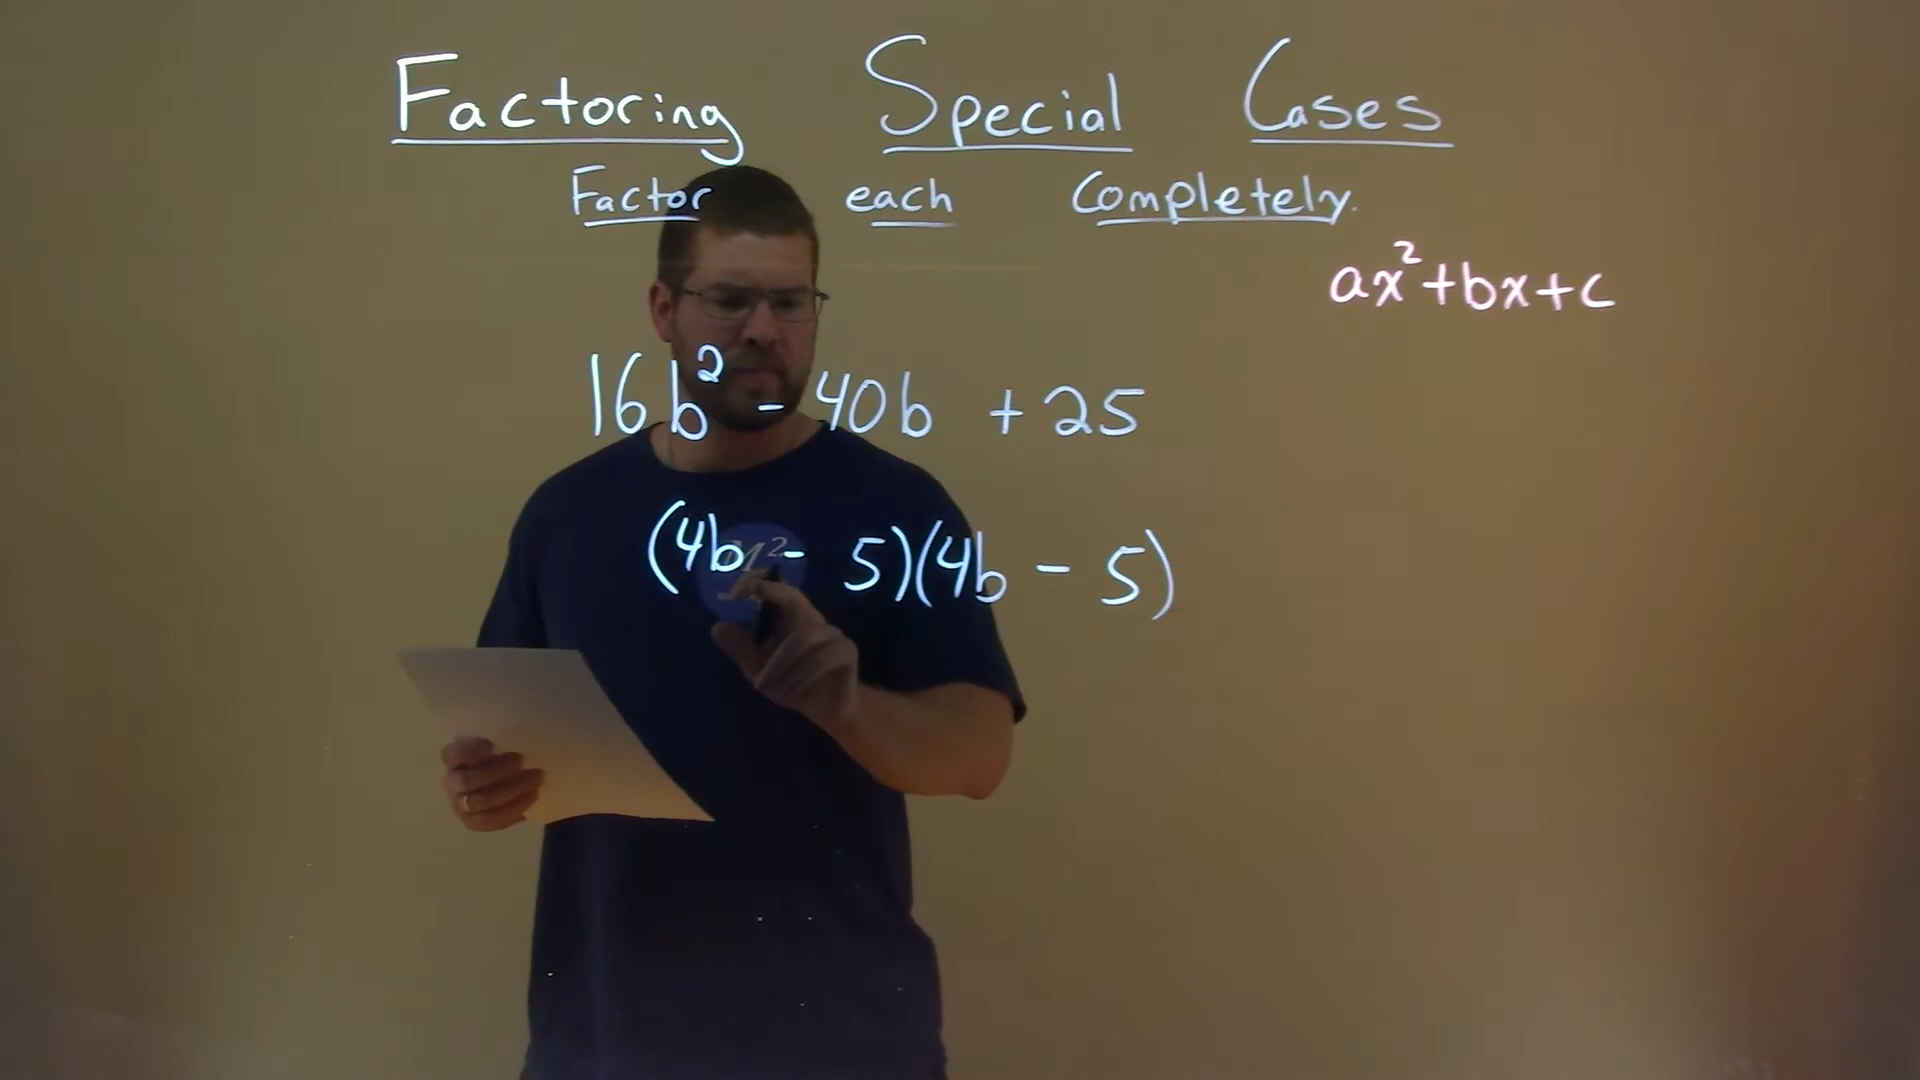 Factoring Special Cases
Factor each Completely.
ax²+bx+c
16b² - 40b + 25
(4b - 5)(4b - 5)